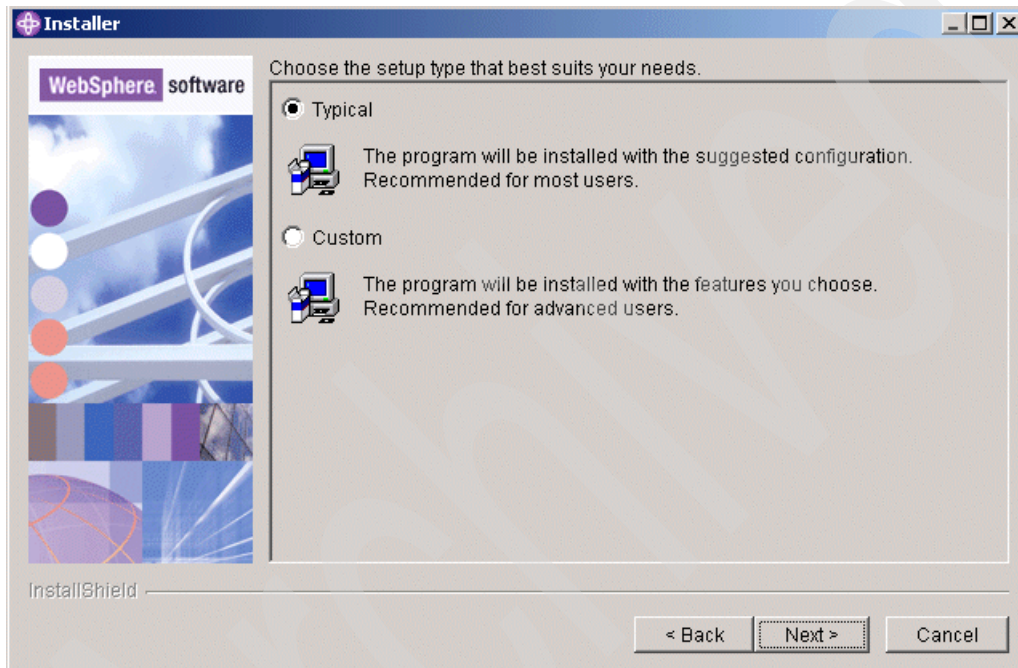 Installer
WebSphere software
Choose the setup type that best suits your needs.
Typical
The program will be installed with the suggested configuration.
Recommended for most users.
Custom
The program will be installed with the features you choose.
Recommended for advanced users.
InstallShield
< Back
Next >
Cancel